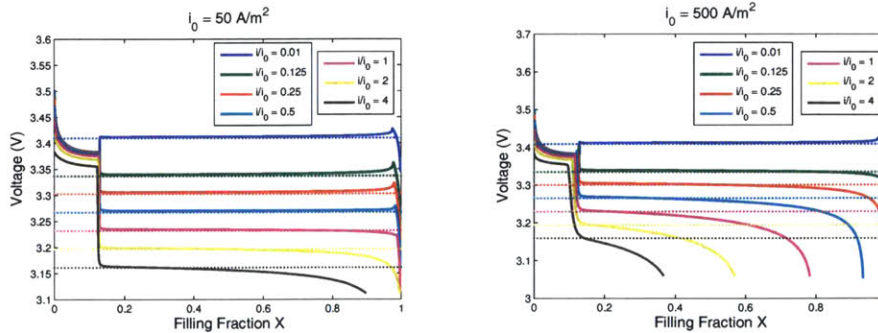 i₀ = 50 A/m²
Voltage (V)
3.6
3.55
3.5
3.45
3.4
3.35
3.3
3.25
3.2
3.15
3.1
i/i₀ = 0.01
i/i₀ = 0.125
i/i₀ = 0.25
i/i₀ = 0.5
i/i₀ = 1
i/i₀ = 2
i/i₀ = 4
0
0.2
0.4
0.6
0.8
1
Filling Fraction X
i₀ = 500 A/m²
Voltage (V)
3.7
3.6
3.5
3.4
3.3
3.2
3.1
3
i/i₀ = 0.01
i/i₀ = 0.125
i/i₀ = 0.25
i/i₀ = 0.5
i/i₀ = 1
i/i₀ = 2
i/i₀ = 4
0
0.2
0.4
0.6
0.8
Filling Fraction X